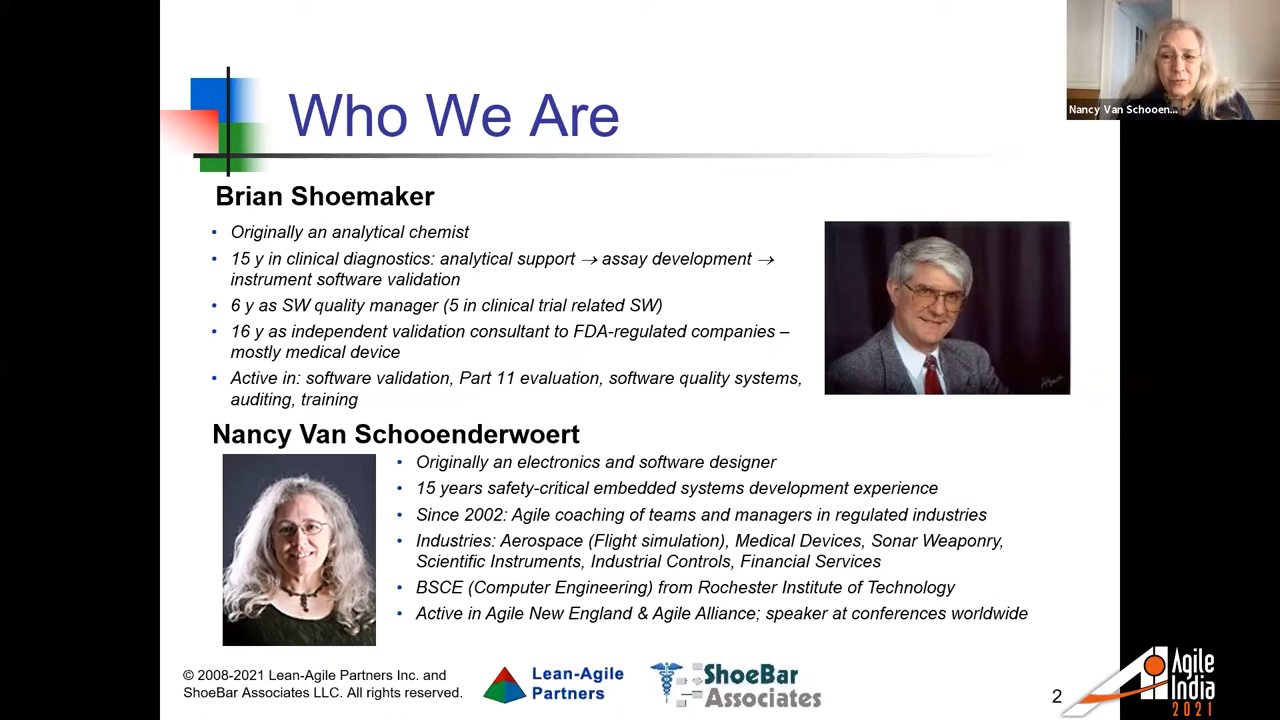 Nancy Van Schooen...
Who We Are
Brian Shoemaker
• Originally an analytical chemist
• 15 y in clinical diagnostics: analytical support → assay development →
instrument software validation
• 6 y as SW quality manager (5 in clinical trial related SW)
• 16 y as independent validation consultant to FDA-regulated companies –
mostly medical device
• Active in: software validation, Part 11 evaluation, software quality systems,
auditing, training
Nancy Van Schooenderwoert
• Originally an electronics and software designer
• 15 years safety-critical embedded systems development experience
• Since 2002: Agile coaching of teams and managers in regulated industries
• Industries: Aerospace (Flight simulation), Medical Devices, Sonar Weaponry,
Scientific Instruments, Industrial Controls, Financial Services
• BSCE (Computer Engineering) from Rochester Institute of Technology
• Active in Agile New England & Agile Alliance; speaker at conferences worldwide
© 2008-2021 Lean-Agile Partners Inc. and
ShoeBar Associates LLC. All rights reserved.
Lean-Agile
Partners
ShoeBar
Associates
2
Agile
India
2021